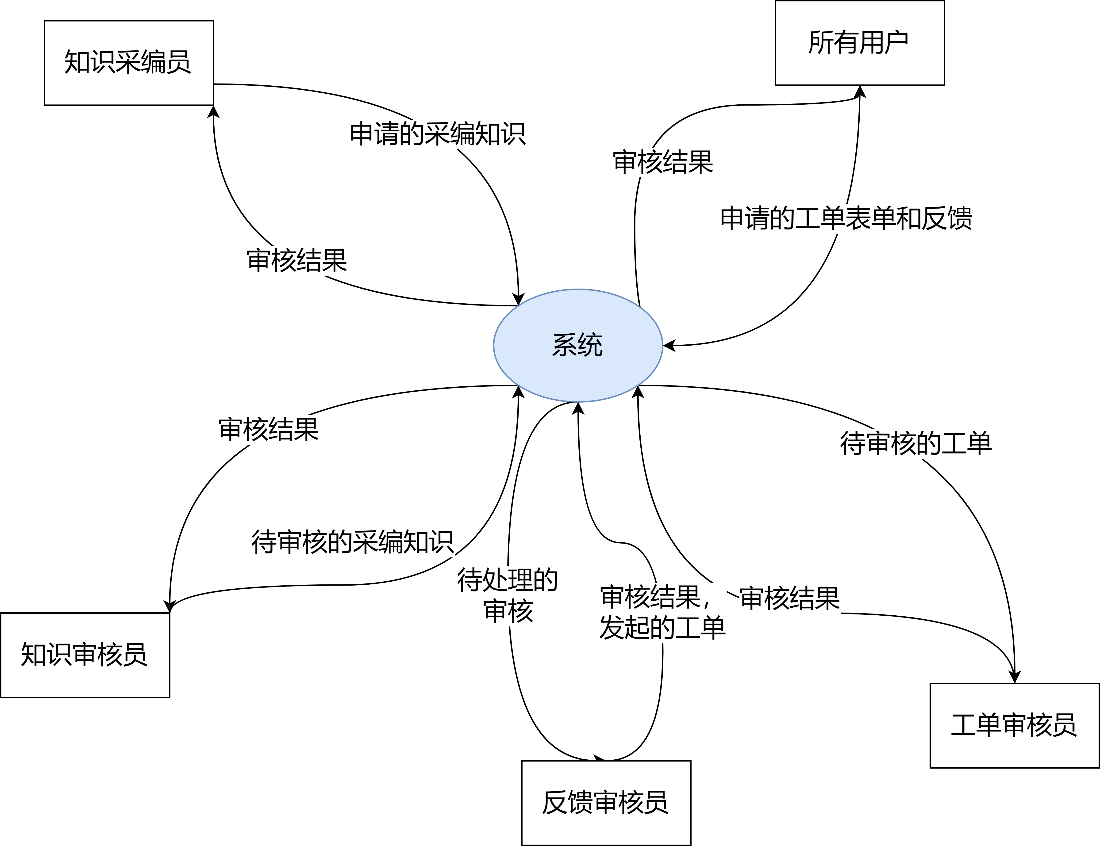 所有用户
知识采编员
申请的采编知识
审核结果
申请的工单表单和反馈
审核结果
系统
审核结果
待审核的工单
待审核的采编知识
待处理的
审核
审核结果，
发起的工单
审核结果
知识审核员
工单审核员
反馈审核员